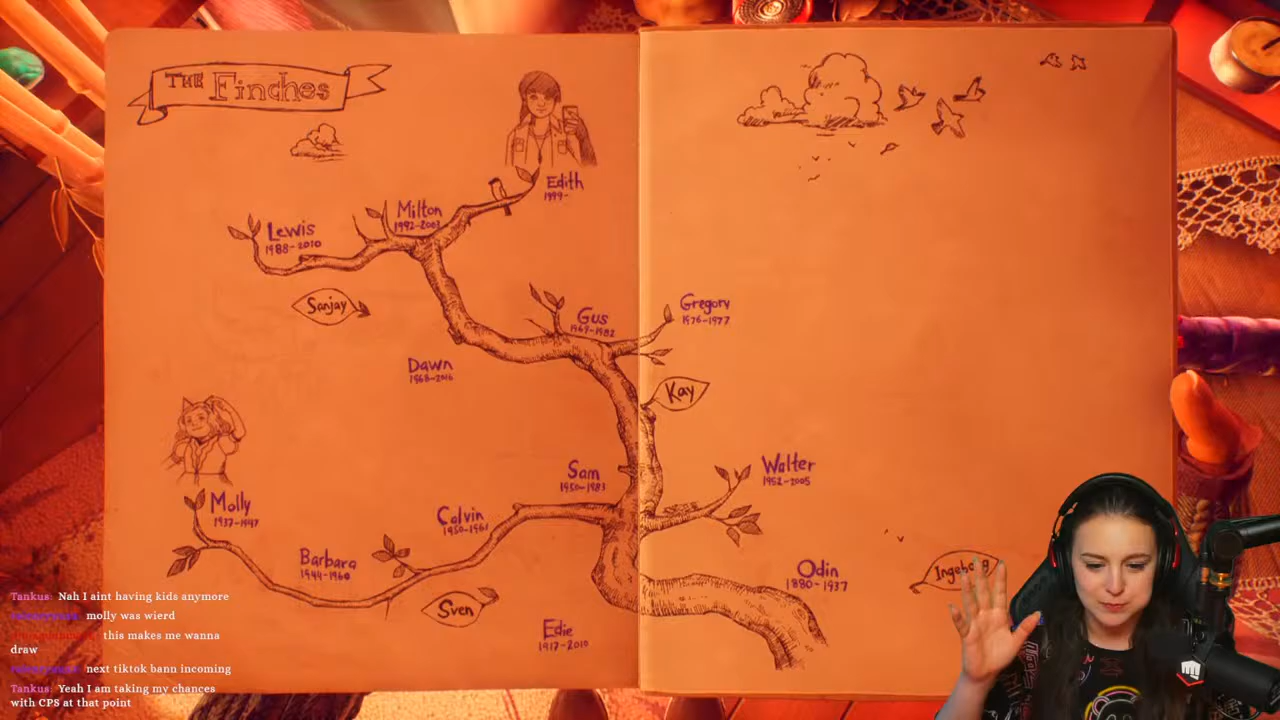 THE Finches
Edith
1999-
Milton
1992-2003
Lewis
1988-2010
Sanjay
Gregory
1976-1977
Gus
1969-1982
Dawn
1968-2016
Kay
Sam
1950-1983
Walter
1952-2005
Molly
1937-1947
Calvin
1950-1961
Barbara
1944-1960
Odin
1880-1937
Sven
Edie
1917-2010
Tankus: Nah I aint having kids anymore
molly was wierd
this makes me wanna
draw
next tiktok bann incoming
Tankus: Yeah I am taking my chances
with CPS at that point